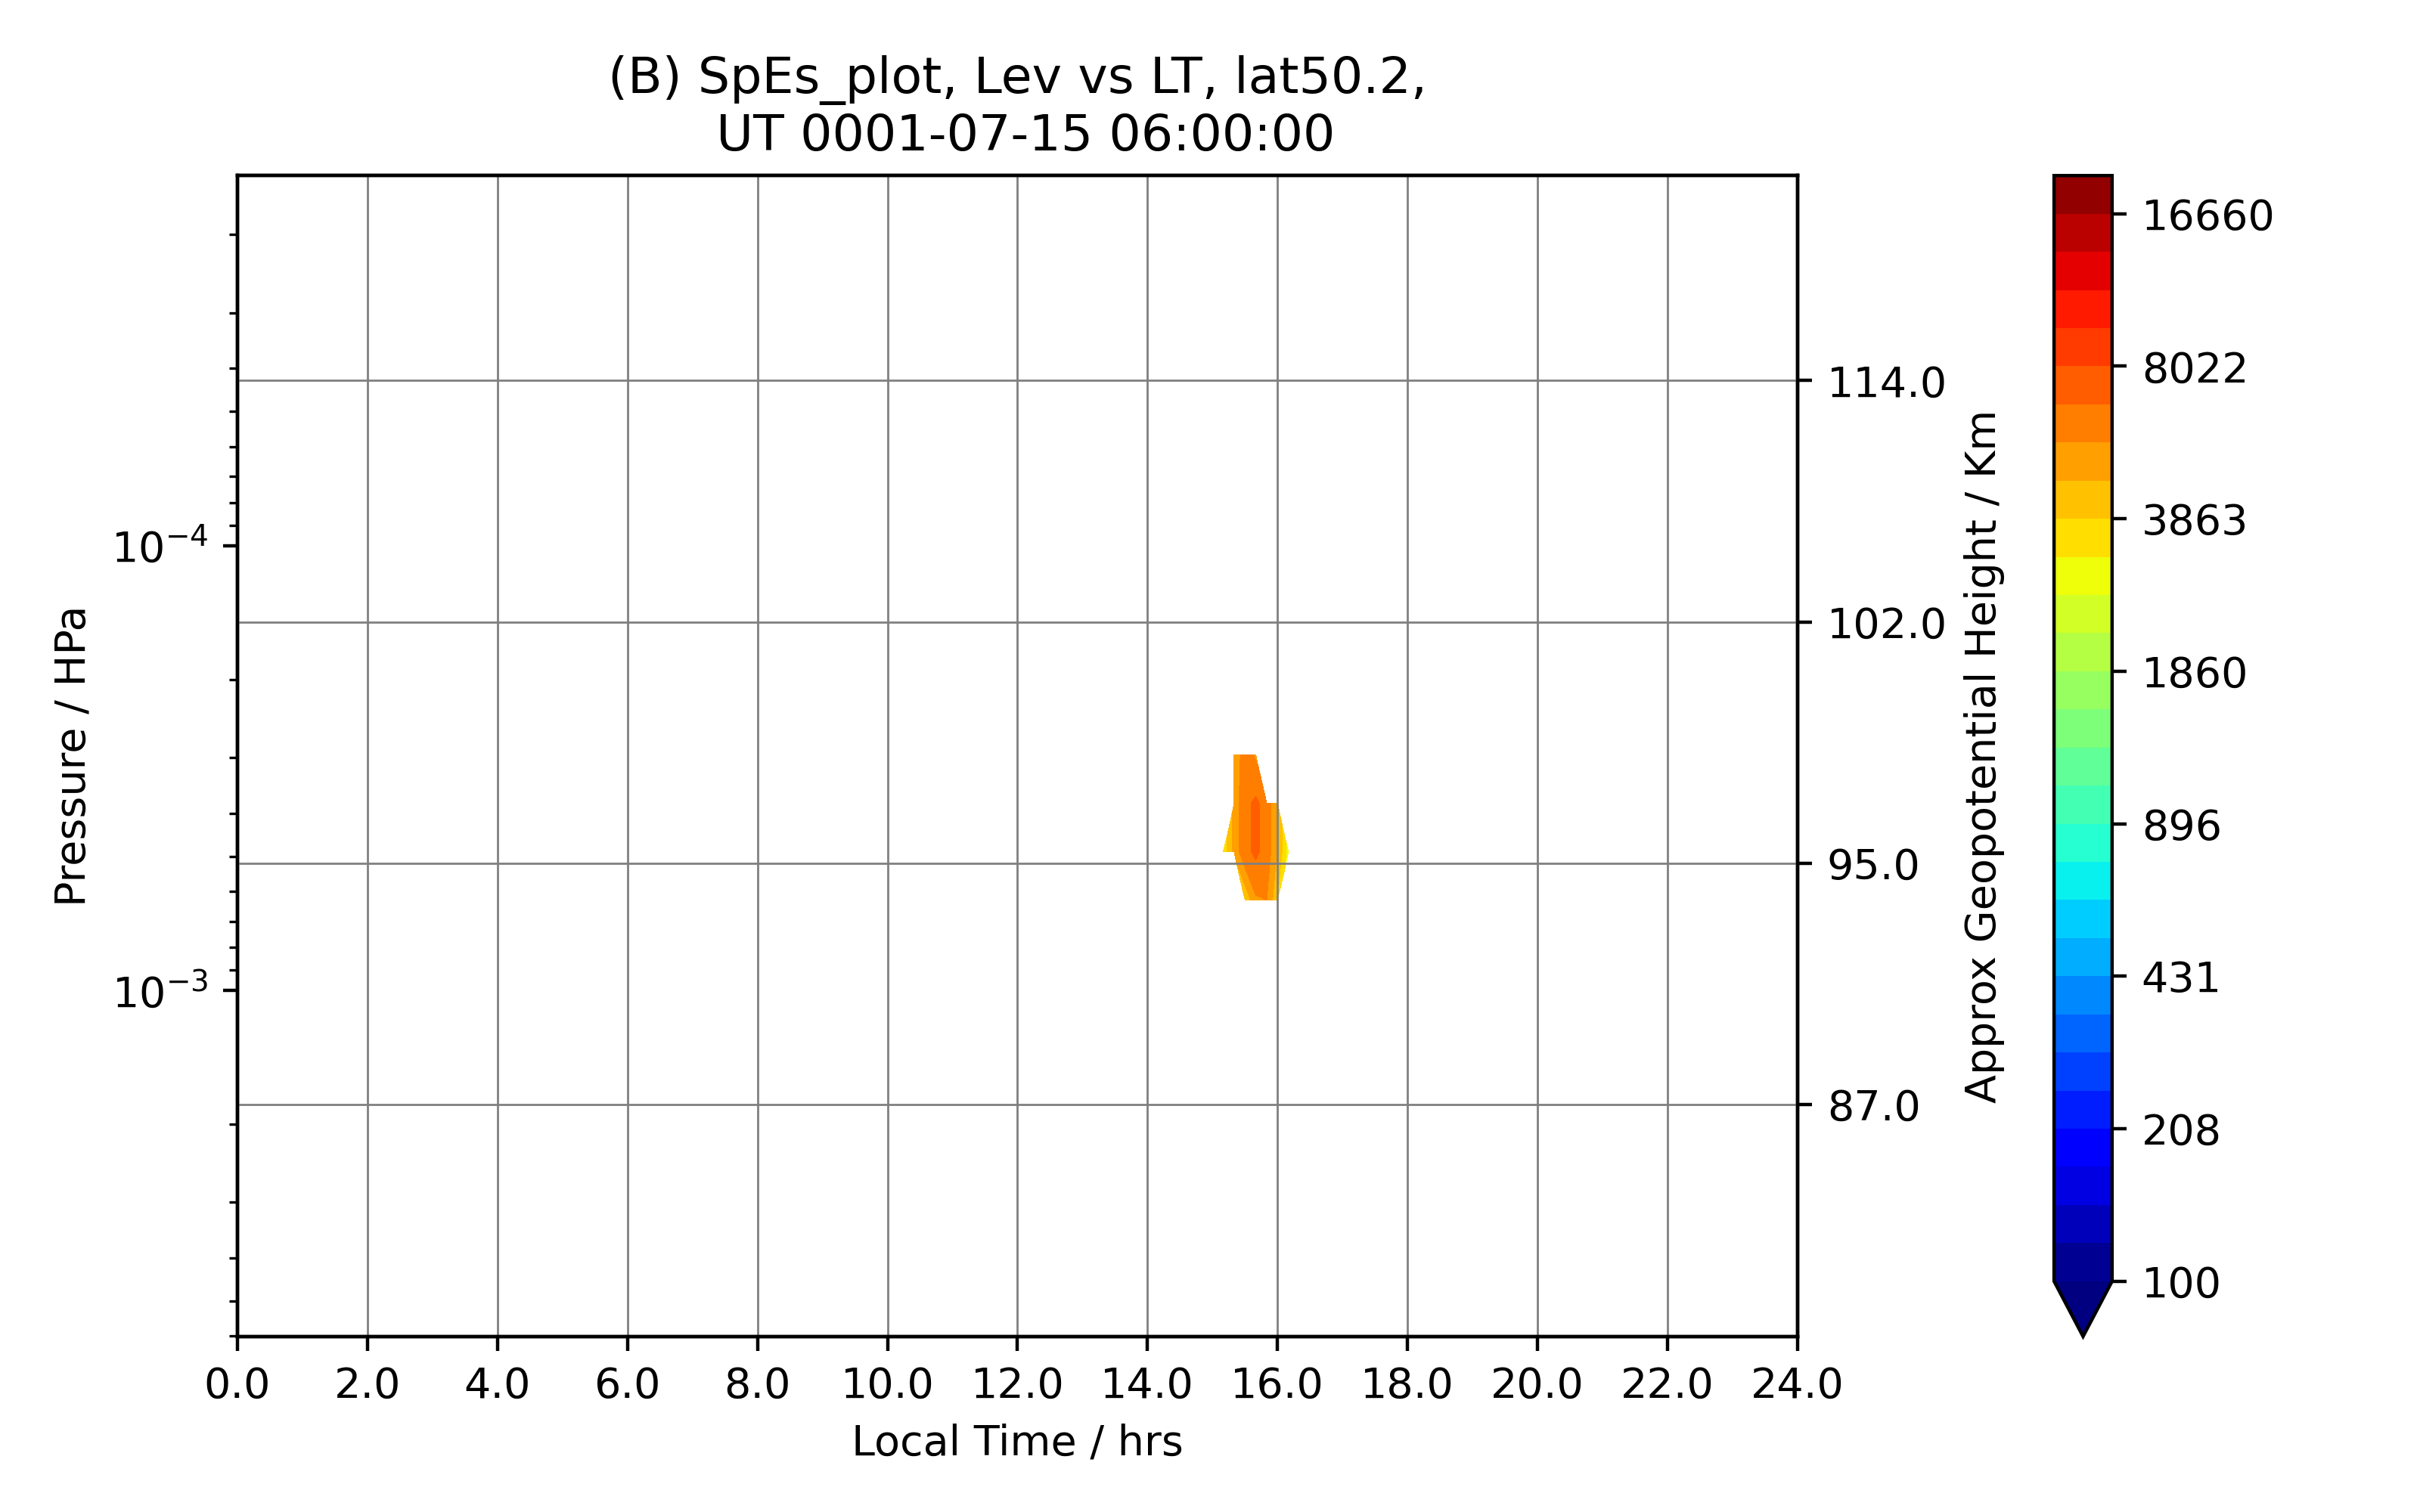 (B) SpEs_plot, Lev vs LT, lat50.2,
UT 0001-07-15 06:00:00
Pressure / HPa
10⁻⁴
10⁻³
114.0
102.0
95.0
87.0
Approx Geopotential Height / Km
16660
8022
3863
1860
896
431
208
100
0.0 2.0 4.0 6.0 8.0 10.0 12.0 14.0 16.0 18.0 20.0 22.0 24.0
Local Time / hrs